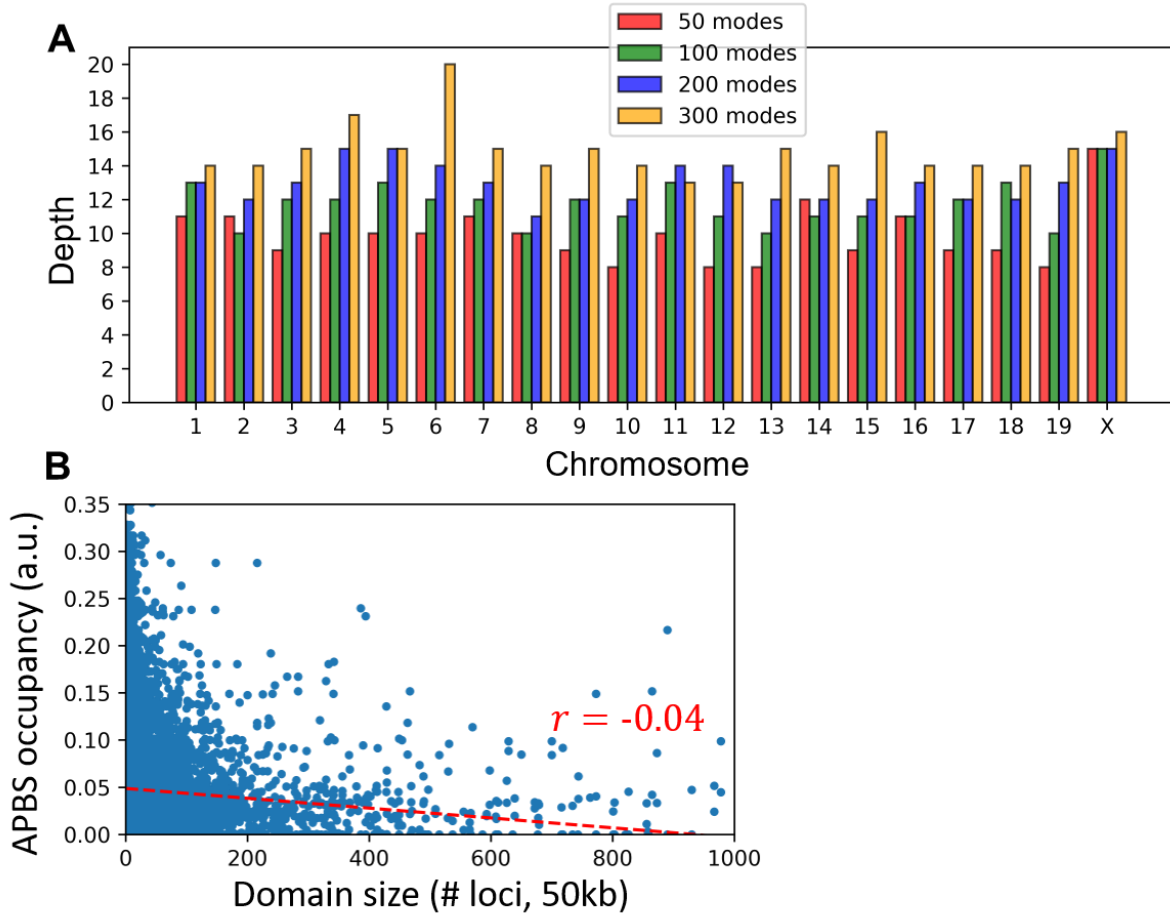 A
50 modes
100 modes
200 modes
300 modes
20
18
16
14
12
10
8
6
4
2
0
Depth
1 2 3 4 5 6 7 8 9 10 11 12 13 14 15 16 17 18 19 X
Chromosome
B
0.35
0.30
0.25
0.20
0.15
0.10
0.05
0.00
APBS occupancy (a.u.)
r = -0.04
0 200 400 600 800 1000
Domain size (# loci, 50kb)